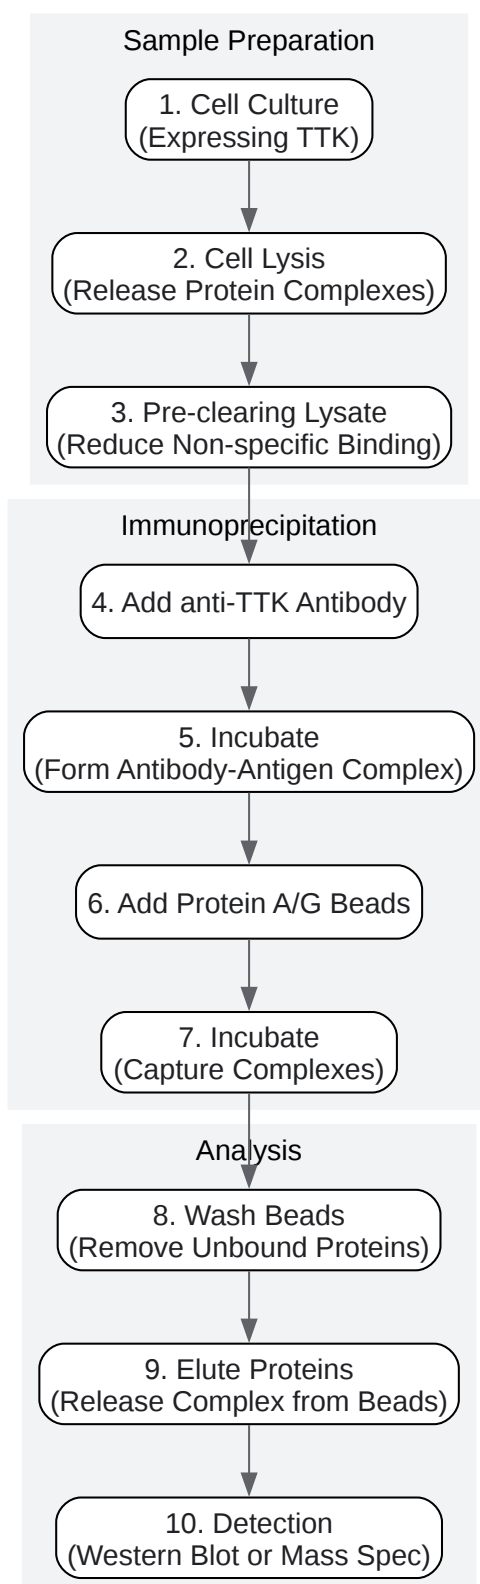 Sample Preparation
1. Cell Culture
(Expressing TTK)
2. Cell Lysis
(Release Protein Complexes)
3. Pre-clearing Lysate
(Reduce Non-specific Binding)
Immunoprecipitation
4. Add anti-TTK Antibody
5. Incubate
(Form Antibody-Antigen Complex)
6. Add Protein A/G Beads
7. Incubate
(Capture Complexes)
Analysis
8. Wash Beads
(Remove Unbound Proteins)
9. Elute Proteins
(Release Complex from Beads)
10. Detection
(Western Blot or Mass Spec)